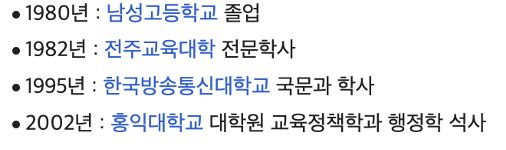 • 1980년 : 남성고등학교 졸업
• 1982년 : 전주교육대학 전문학사
• 1995년 : 한국방송통신대학교 국문과 학사
• 2002년 : 홍익대학교 대학원 교육정책학과 행정학 석사